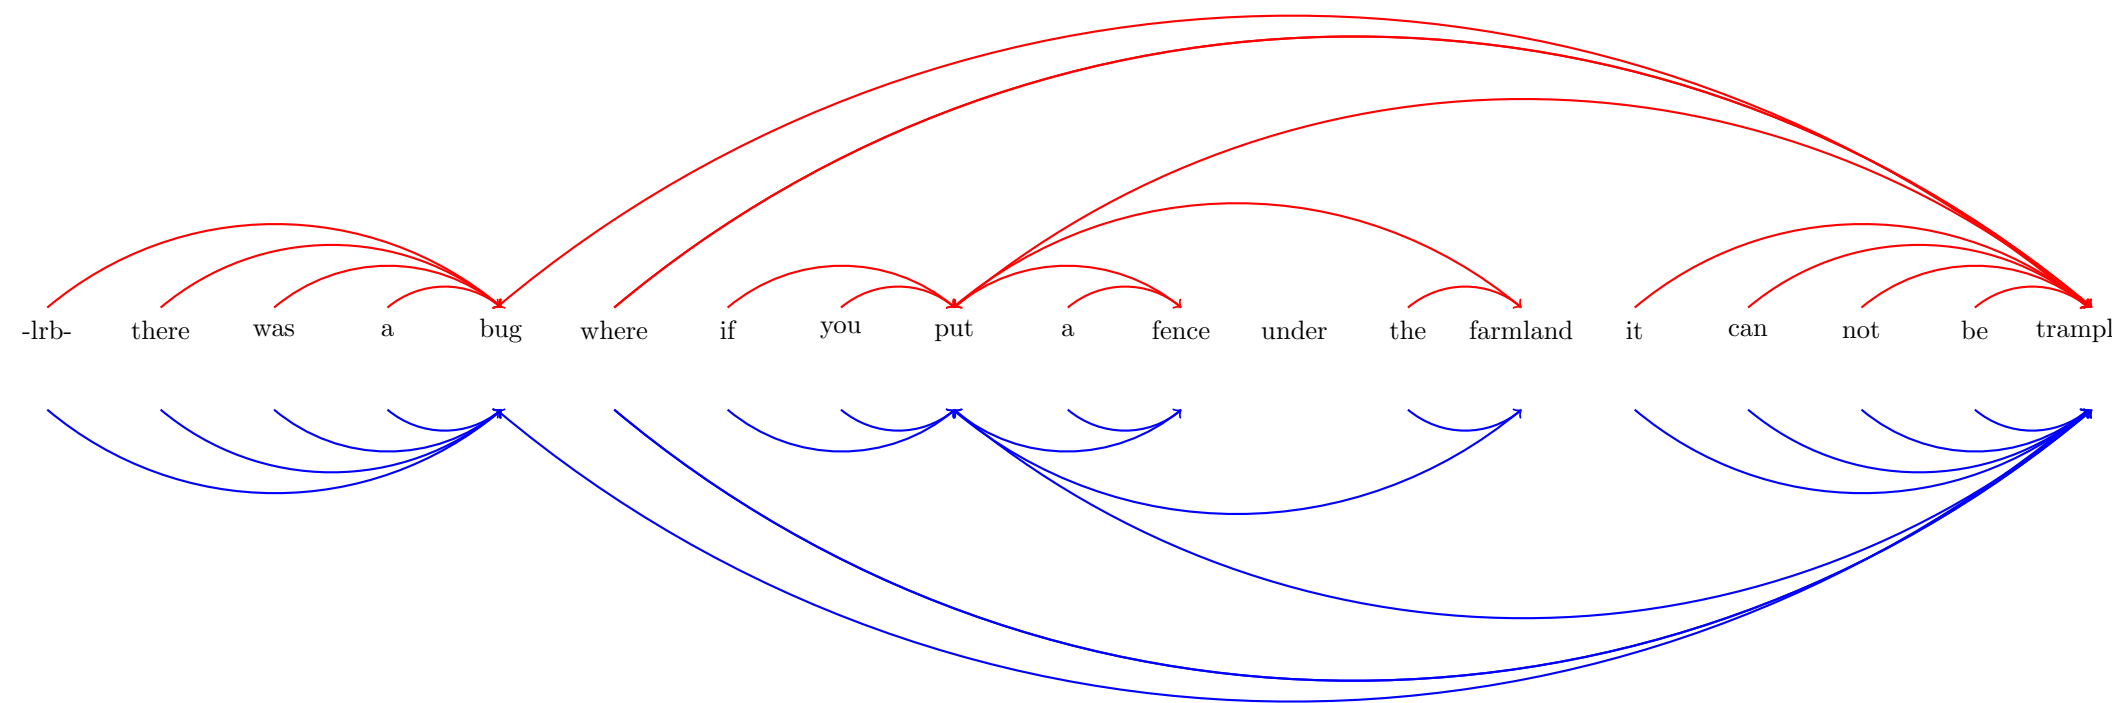 -lrb- there was a bug where if you put a fence under the farmland it can not be trampl